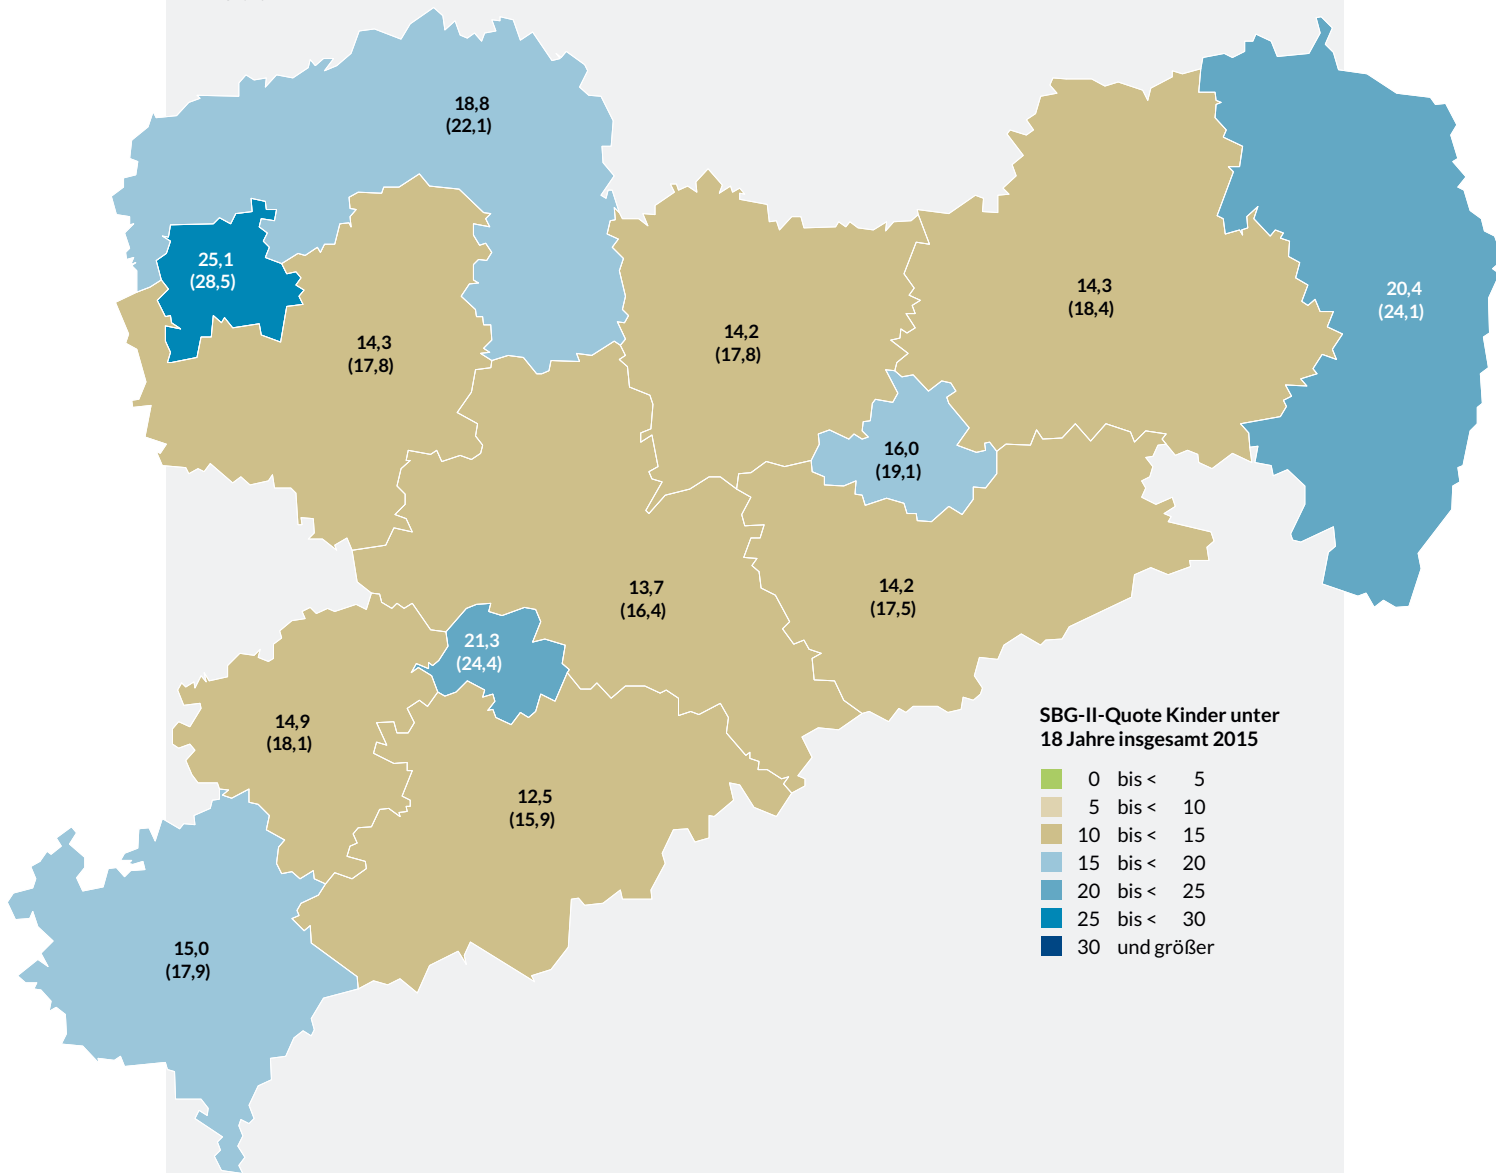 18,8
(22,1)
25,1
(28,5)
14,3
(18,4)
20,4
(24,1)
14,2
(17,8)
14,3
(17,8)
16,0
(19,1)
13,7
(16,4)
14,2
(17,5)
21,3
(24,4)
14,9
(18,1)
12,5
(15,9)
15,0
(17,9)
SBG-II-Quote Kinder unter
18 Jahre insgesamt 2015
0 bis < 5
5 bis < 10
10 bis < 15
15 bis < 20
20 bis < 25
25 bis < 30
30 und größer